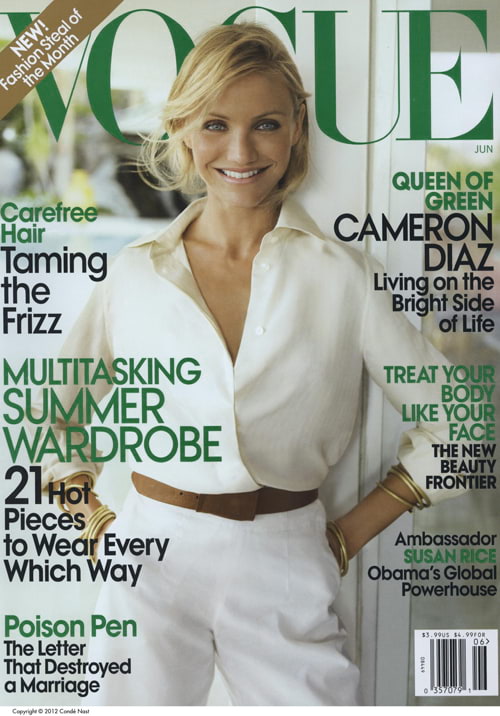 NEW!
Fashion Steal of
the Month
VOGUE
JUN
Carefree
Hair
Taming
the
Frizz
MULTITASKING
SUMMER
WARDROBE
21 Hot
Pieces
to Wear Every
Which Way
Poison Pen
The Letter
That Destroyed
a Marriage
QUEEN OF
GREEN
CAMERON
DIAZ
Living on the
Bright Side
of Life
TREAT YOUR
BODY
LIKE YOUR
FACE
THE NEW
BEAUTY
FRONTIER
Ambassador
SUSAN RICE
Obama's Global
Powerhouse
$3.99US $4.99FOR
06>
0 357079 1
Copyright © 2012 Condé Nast